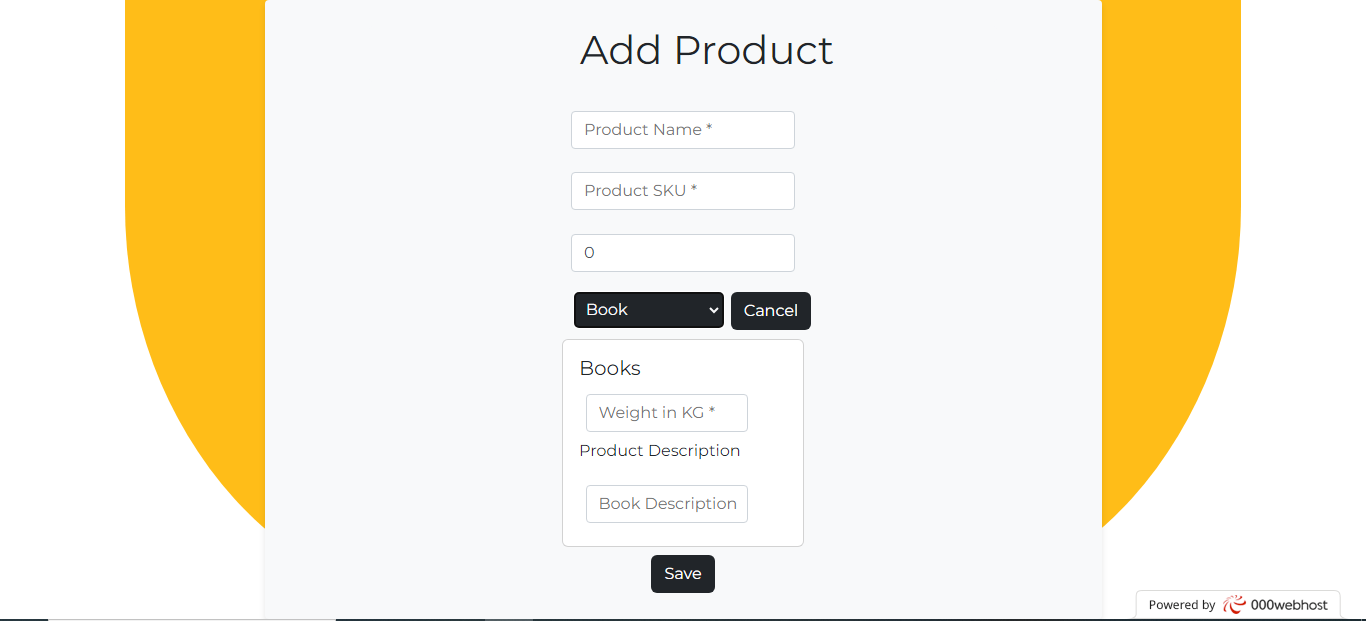 Add Product
Product Name *
Product SKU *
0
Book Cancel
Books
Weight in KG *
Product Description
Book Description
Save
Powered by 000webhost